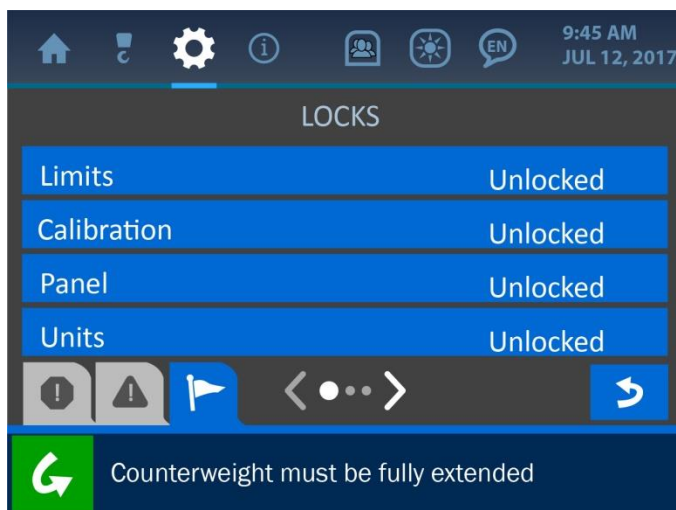 EN
9:45 AM
JUL 12, 2017
LOCKS
Limits Unlocked
Calibration Unlocked
Panel Unlocked
Units Unlocked
Counterweight must be fully extended